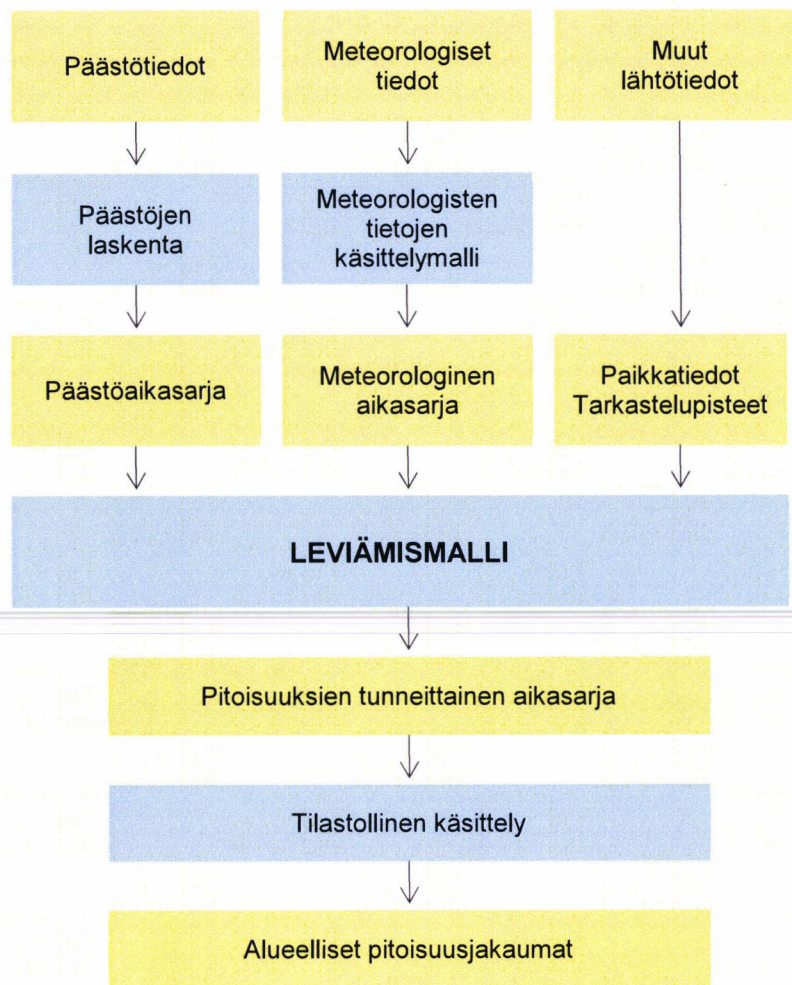 Päästötiedot
Meteorologiset
tiedot
Muut
lähtötiedot
Päästöjen
laskenta
Meteorologisten
tietojen
käsittelymalli
Päästöaikasarja
Meteorologinen
aikasarja
Paikkatiedot
Tarkastelupisteet
LEVIÄMISMALLI
Pitoisuuksien tunneittainen aikasarja
Tilastollinen käsittely
Alueelliset pitoisuusjakaumat